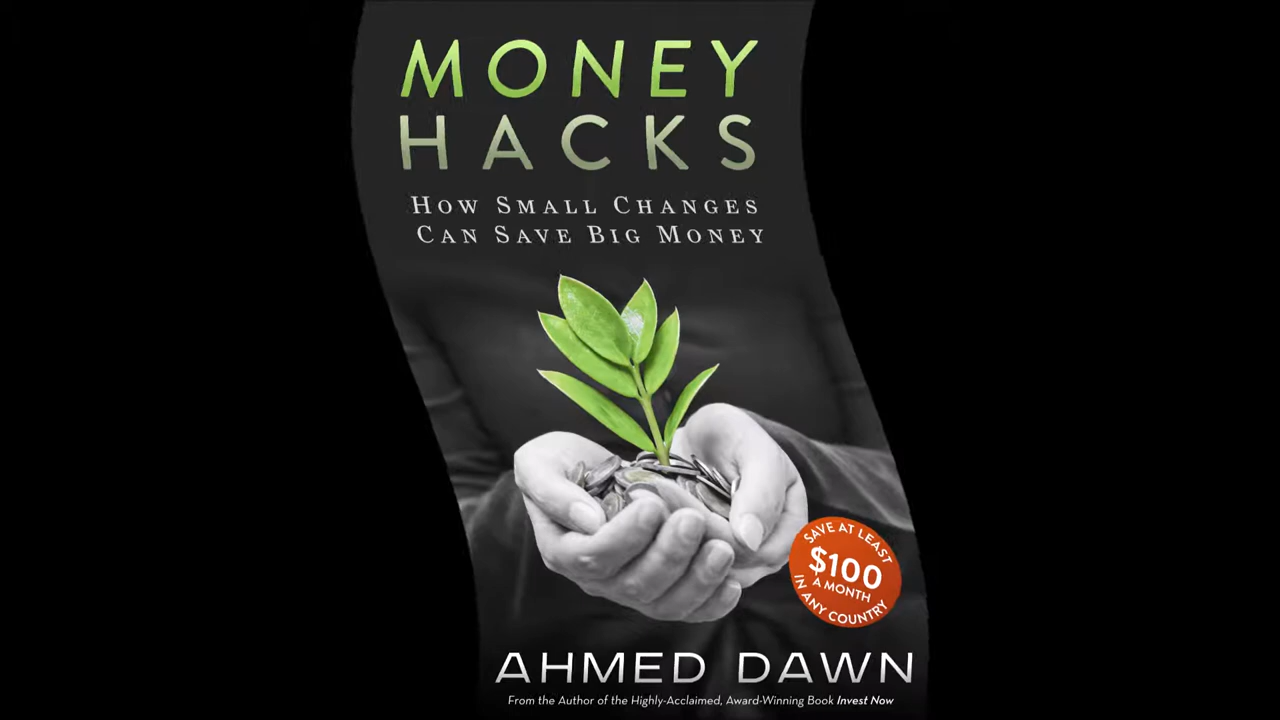 MONEY
HACKS
HOW SMALL CHANGES
CAN SAVE BIG MONEY
SAVE AT LEAST
$100
A MONTH
IN ANY COUNTRY
AHMED DAWN
From the Author of the Highly-Acclaimed, Award-Winning Book Invest Now